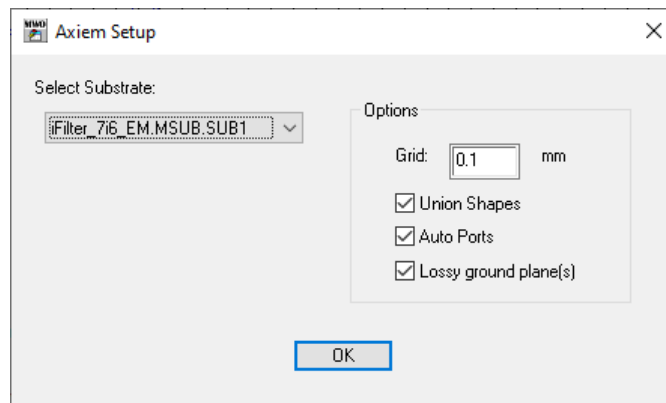 MWO
Axiem Setup
Select Substrate:
iFilter_7i6_EM.MSUB.SUB1
Options
Grid: 0.1 mm
Union Shapes
Auto Ports
Lossy ground plane(s)
OK